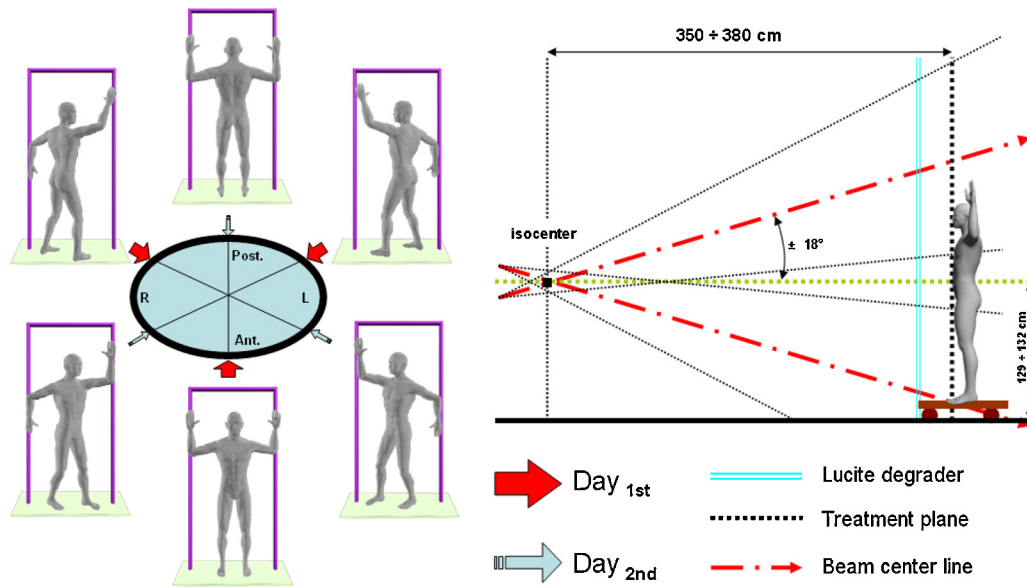 Post.
R
L
Ant.
350 ÷ 380 cm
isocenter
± 18°
129 ÷ 132 cm
Day 1st
Day 2nd
Lucite degrader
Treatment plane
Beam center line